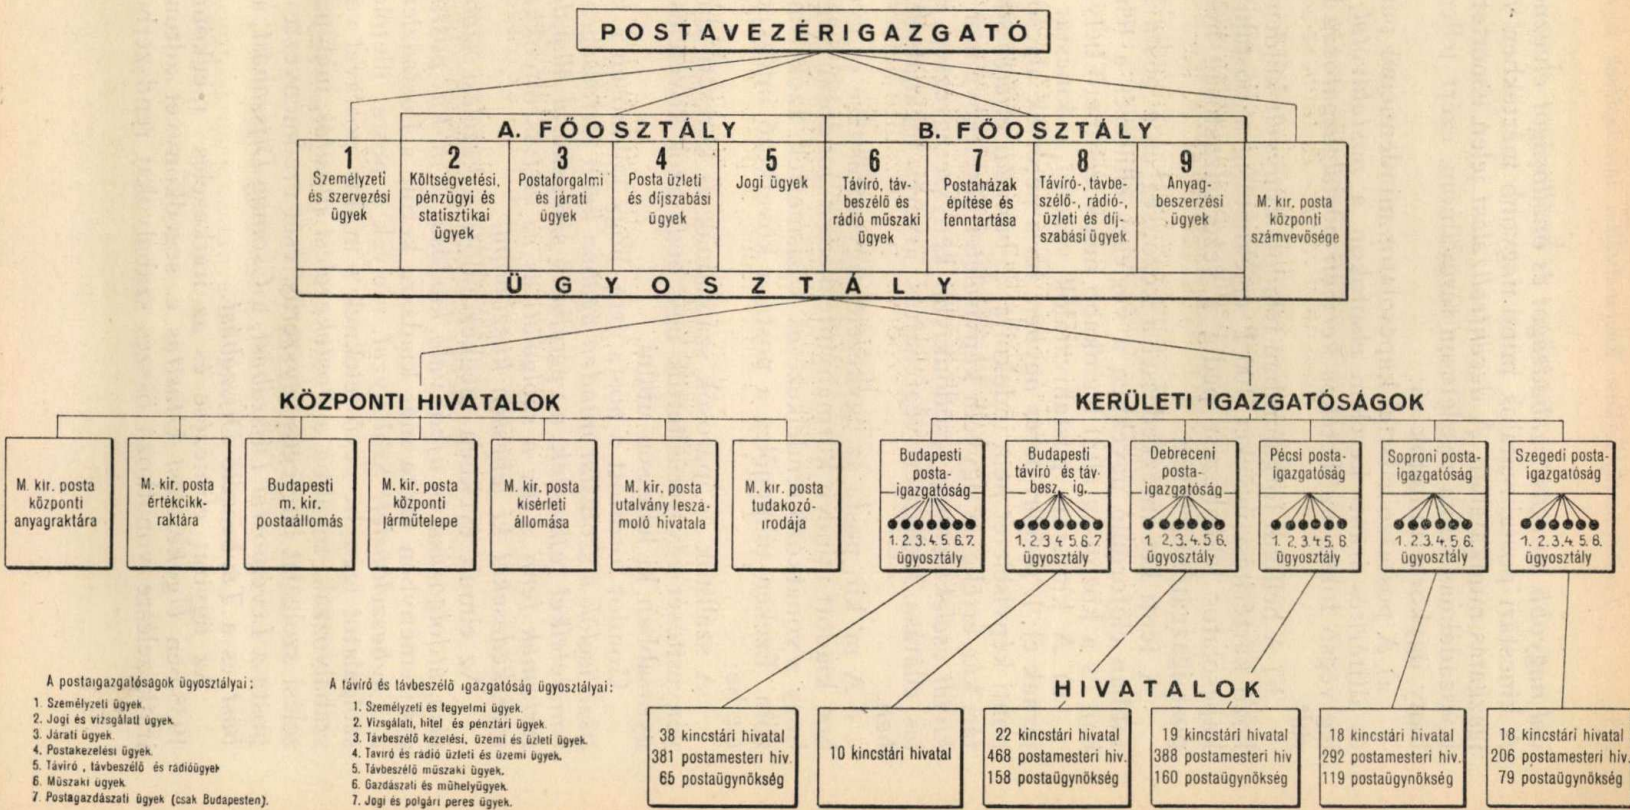 POSTAVEZÉRIGAZGATÓ
A. FŐOSZTÁLY
B. FŐOSZTÁLY
1
Személyzeti
és szervezési
ügyek
2
Költségvetési,
pénzügyi és
statisztikai
ügyek
3
Postaforgalmi
és járati
ügyek
4
Posta üzleti
és díjszabási
ügyek
5
Jogi ügyek
6
Távíró, táv-
beszélő és
rádió műszaki
ügyek
7
Postaházak
építése és
fenntartása
8
Távíró-, távbe-
szélő-, rádió-,
üzleti és díj-
szabási ügyek
9
Anyag-
beszerzési
ügyek
M. kir. posta
központi
számvevősége
ÜGYOSZTÁLY
KÖZPONTI HIVATALOK
M. kir. posta
központi
anyagraktára
M. kir. posta
értékcikk-
raktára
Budapesti
m. kir.
postaállomás
M. kir. posta
központi
járműtelepe
M. kir. posta
kísérleti
állomása
M. kir. posta
utalvány leszá-
moló hivatala
M. kir. posta
tudakozó-
irodája
KERÜLETI IGAZGATÓSÁGOK
Budapesti
posta-
igazgatóság
1. 2. 3. 4. 5. 6. 7.
ügyosztály
Budapesti
távíró és táv-
besz. ig.
1. 2. 3 4. 5. 6. 7
ügyosztály
Debreceni
posta-
igazgatóság
1. 2. 3. 4. 5 6.
ügyosztály
Pécsi posta-
igazgatóság
1. 2. 3. 4 5. 6
ügyosztály
Soproni posta-
igazgatóság
1. 2. 3. 4. 5. 6.
ügyosztály
Szegedi posta-
igazgatóság
1. 2. 3. 4. 5. 6.
ügyosztály
HIVATALOK
38 kincstári hivatal
381 postamesteri hiv.
65 postaügynökség
10 kincstári hivatal
22 kincstári hivatal
468 postamesteri hiv.
158 postaügynökség
19 kincstári hivatal
388 postamesteri hiv
160 postaügynökség
18 kincstári hivatal
292 postamesteri hiv.
119 postaügynökség
18 kincstári hivatal
206 postamesteri hiv.
79 postaügynökség
A postaigazgatóságok ügyosztályai:
1. Személyzeti ügyek.
2. Jogi és vizsgálati ügyek.
3. Járati ügyek.
4. Postakezelési ügyek.
5. Távíró, távbeszélő és rádióügyek
6. Műszaki ügyek
7. Postagazdászati ügyek (csak Budapesten).
A távíró és távbeszélő igazgatóság ügyosztályai:
1. Személyzeti és fegyelmi ügyek.
2. Vizsgálati, hitel és pénztári ügyek.
3. Távbeszélő kezelési, üzemi és üzleti ügyek.
4. Távíró és rádió üzleti és üzemi ügyek.
5. Távbeszélő műszaki ügyek.
6. Gazdászati és műhelyügyek.
7. Jogi és polgári peres ügyek.